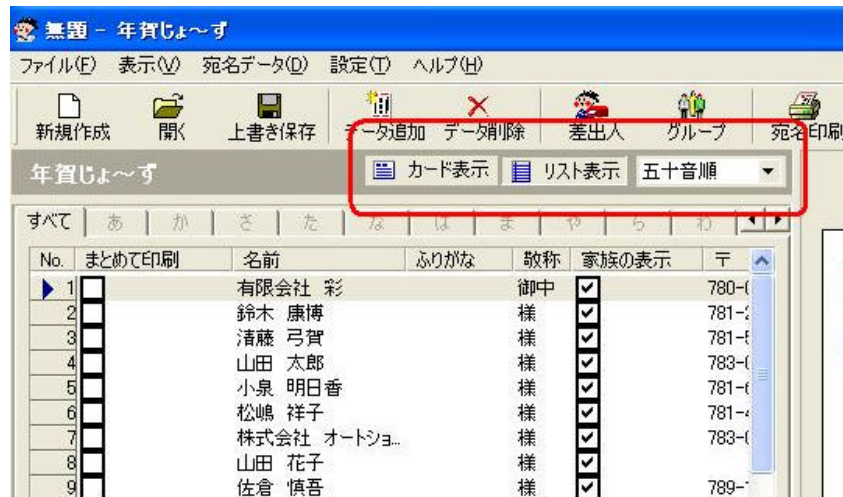 無題 - 年賀じょ～ず
ファイル(F) 表示(V) 宛名データ(D) 設定(T) ヘルプ(H)
新規作成 開く 上書き保存 データ追加 データ削除 差出人 グループ 宛名印刷
年賀じょ～ず カード表示 リスト表示 五十音順
すべて あ か さ た な は ま や ら わ
No. まとめて印刷 名前 ふりがな 敬称 家族の表示 〒
1 有限会社 彩 御中 780-0
2 鈴木 康博 様 781-2
3 清藤 弓賀 様 781-5
4 山田 太郎 様 783-0
5 小泉 明日香 様 781-6
6 松嶋 祥子 様 781-4
7 株式会社 オートショ... 様 783-0
8 山田 花子 様
9 佐倉 慎吾 様 789-